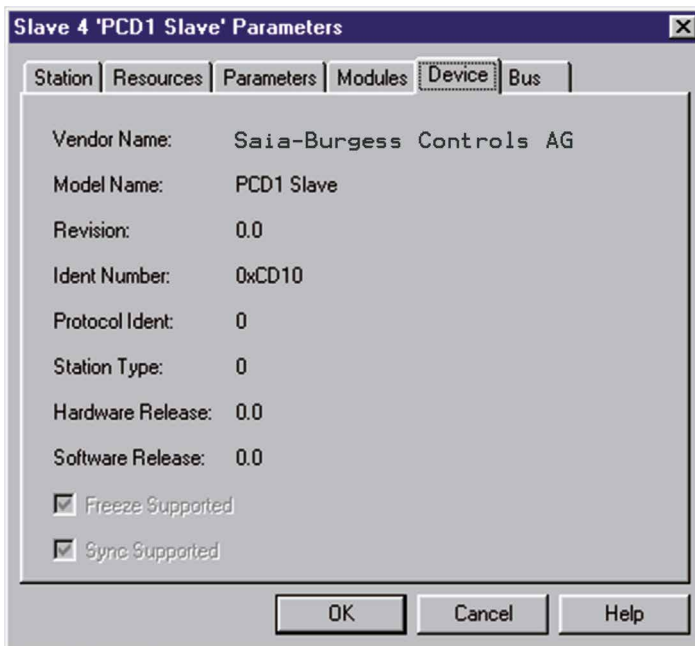 Slave 4 'PCD1 Slave' Parameters
Station Resources Parameters Modules Device Bus
Vendor Name: Saia-Burgess Controls AG
Model Name: PCD1 Slave
Revision: 0.0
Ident Number: 0xCD10
Protocol Ident: 0
Station Type: 0
Hardware Release: 0.0
Software Release: 0.0
Freeze Supported
Sync Supported
OK Cancel Help